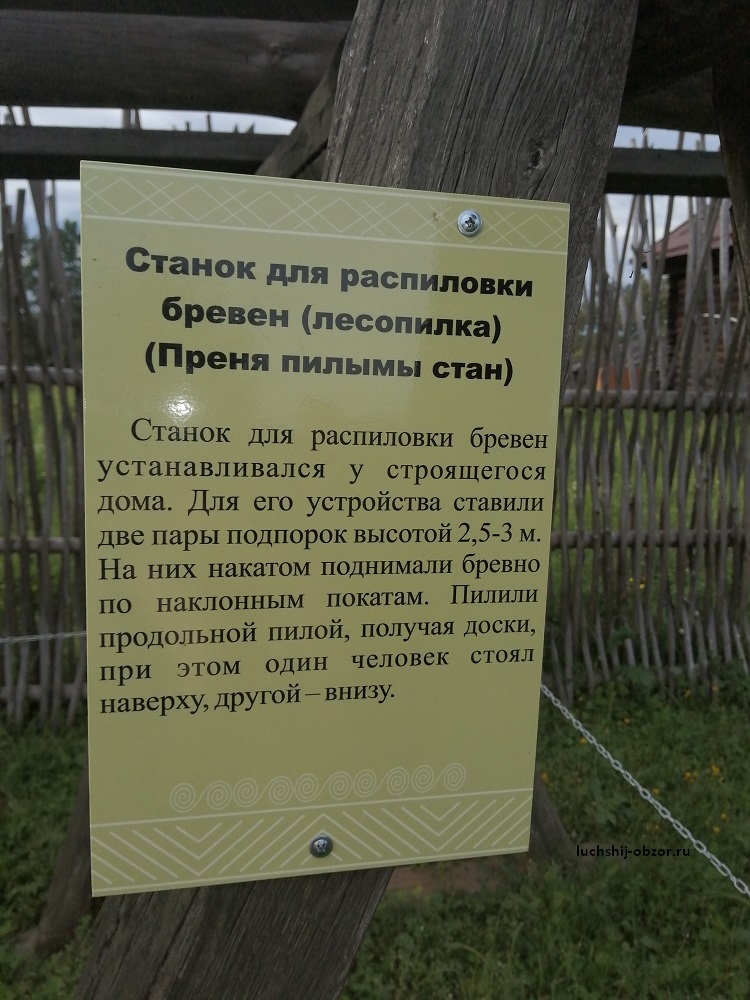 Станок для распиловки
бревен (лесопилка)
(Преня пилымы стан)
Станок для распиловки бревен
устанавливался у строящегося
дома. Для его устройства ставили
две пары подпорок высотой 2,5-3 м.
На них накатом поднимали бревно
по наклонным покатам. Пилили
продольной пилой, получая доски,
при этом один человек стоял
наверху, другой – внизу.
luchshij-obzor.ru